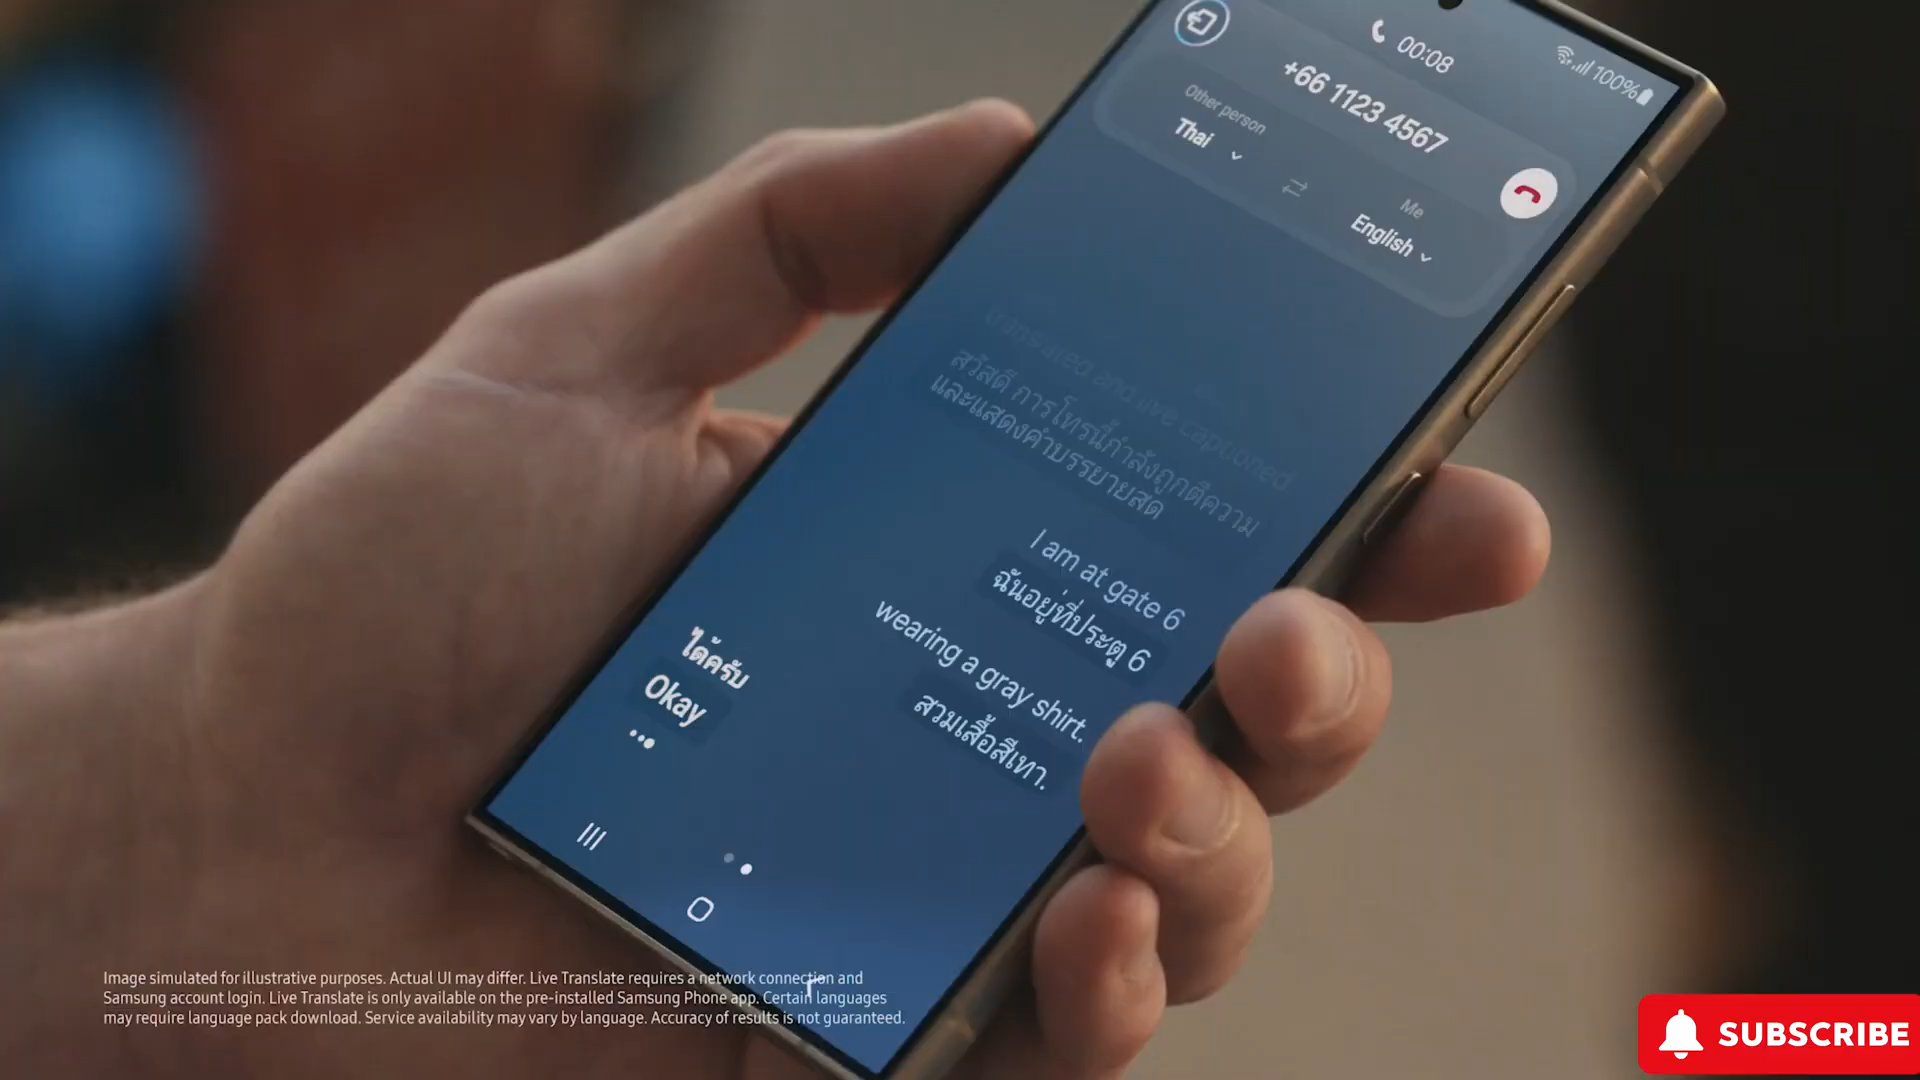 00:08
100%
+66 1123 4567
Other person
Thai
Me
English
translated and live captioned.
สวัสดี การโทรนี้กำลังถูกตีความ
และแสดงคำบรรยายสด
I am at gate 6
ฉันอยู่ที่ประตู 6
wearing a gray shirt.
สวมเสื้อสีเทา.
ได้ครับ
Okay
Image simulated for illustrative purposes. Actual UI may differ. Live Translate requires a network connection and
Samsung account login. Live Translate is only available on the pre-installed Samsung Phone app. Certain languages
may require language pack download. Service availability may vary by language. Accuracy of results is not guaranteed.
SUBSCRIBE